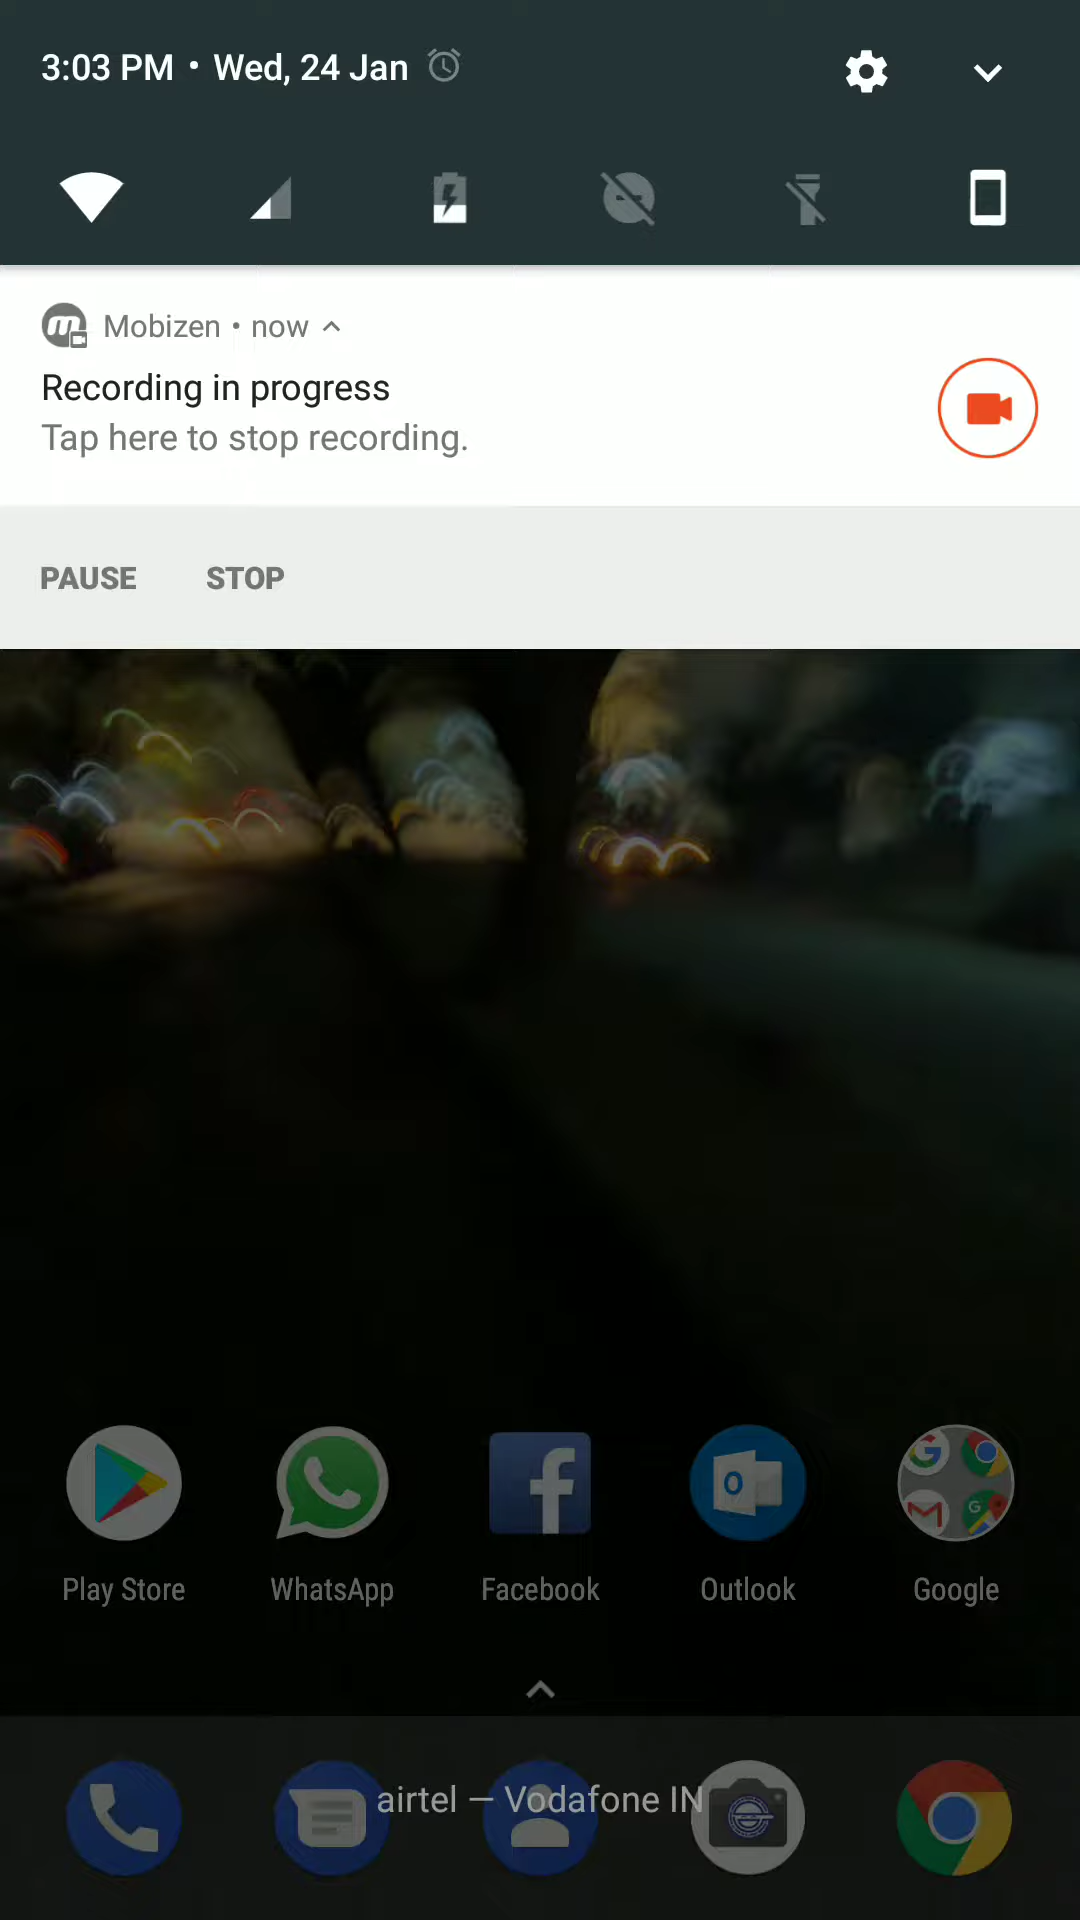 3:03 PM • Wed, 24 Jan
Mobizen • now
Recording in progress
Tap here to stop recording.
PAUSE STOP
Play Store WhatsApp Facebook Outlook Google
airtel — Vodafone IN